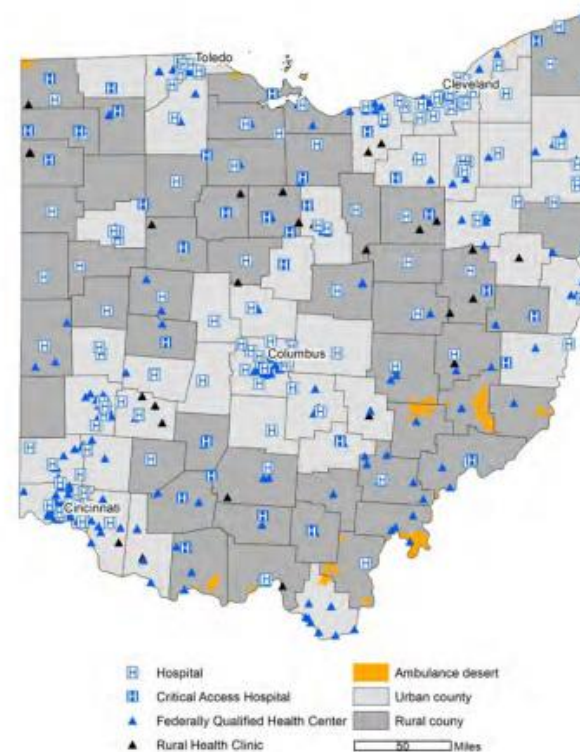 Toledo
Cleveland
Columbus
Cincinnati
Hospital
Critical Access Hospital
Federally Qualified Health Center
Rural Health Clinic
Ambulance desert
Urban county
Rural couny
50 Miles